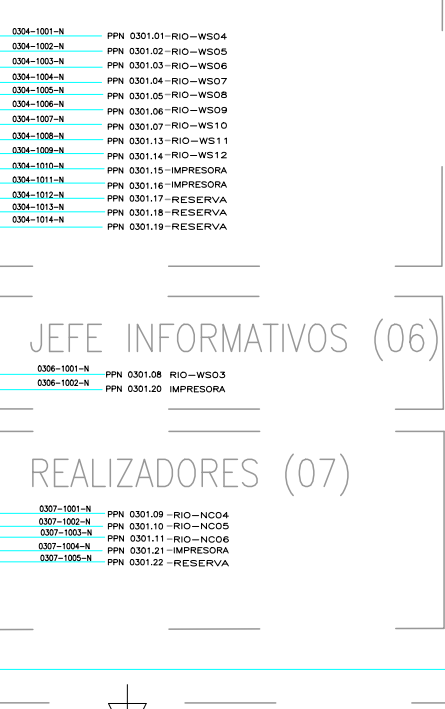 0304-1001-N PPN 0301.01-RIO-WS04
0304-1002-N PPN 0301.02-RIO-WS05
0304-1003-N PPN 0301.03-RIO-WS06
0304-1004-N PPN 0301.04-RIO-WS07
0304-1005-N PPN 0301.05-RIO-WS08
0304-1006-N PPN 0301.06-RIO-WS09
0304-1007-N PPN 0301.07-RIO-WS10
0304-1008-N PPN 0301.13-RIO-WS11
0304-1009-N PPN 0301.14-RIO-WS12
0304-1010-N PPN 0301.15-IMPRESORA
0304-1011-N PPN 0301.16-IMPRESORA
0304-1012-N PPN 0301.17-RESERVA
0304-1013-N PPN 0301.18-RESERVA
0304-1014-N PPN 0301.19-RESERVA
JEFE INFORMATIVOS (06)
0306-1001-N PPN 0301.08 RIO-WS03
0306-1002-N PPN 0301.20 IMPRESORA
REALIZADORES (07)
0307-1001-N PPN 0301.09 -RIO-NC04
0307-1002-N PPN 0301.10 -RIO-NC05
0307-1003-N PPN 0301.11 -RIO-NC06
0307-1004-N PPN 0301.21 -IMPRESORA
0307-1005-N PPN 0301.22 -RESERVA